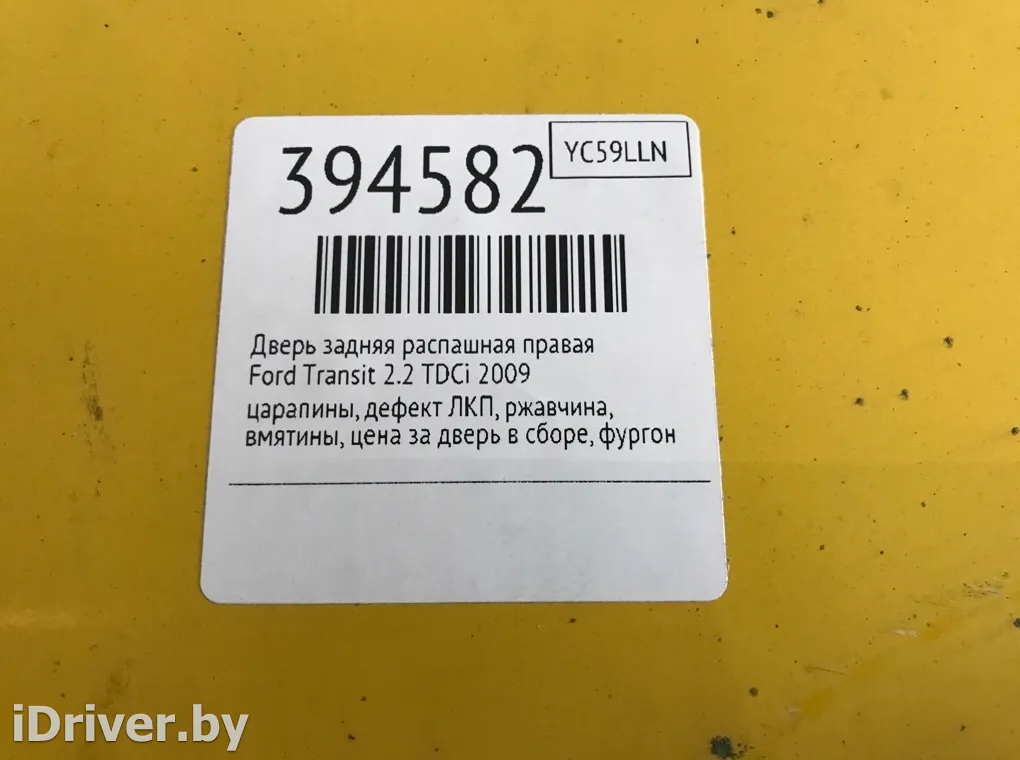 394582
YC59LLN
Дверь задняя распашная правая
Ford Transit 2.2 TDCi 2009
царапины, дефект ЛКП, ржавчина,
вмятины, цена за дверь в сборе, фургон
iDriver.by